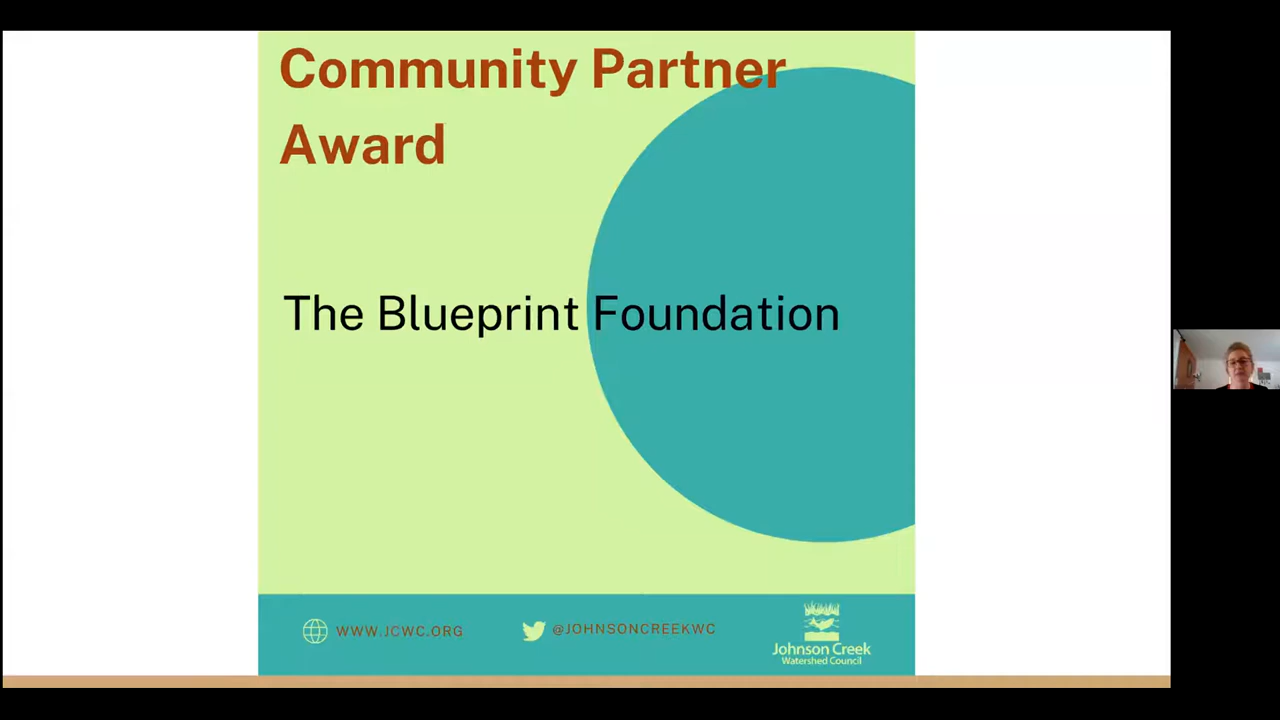 Community Partner
Award
The Blueprint Foundation
WWW.JCWC.ORG
@JOHNSONCREEKWC
Johnson Creek
Watershed Council